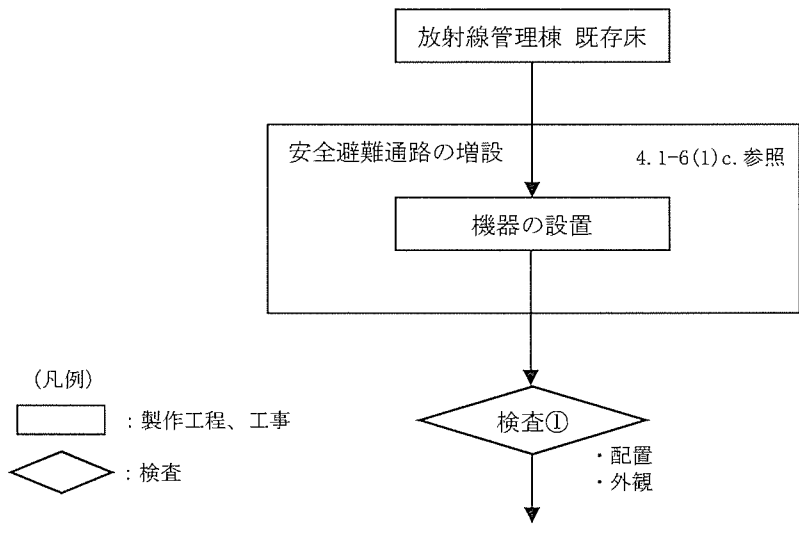 放射線管理棟 既存床
安全避難通路の増設
4.1-6(1)c.参照
機器の設置
(凡例)
：製作工程、工事
：検査
検査①
・配置
・外観